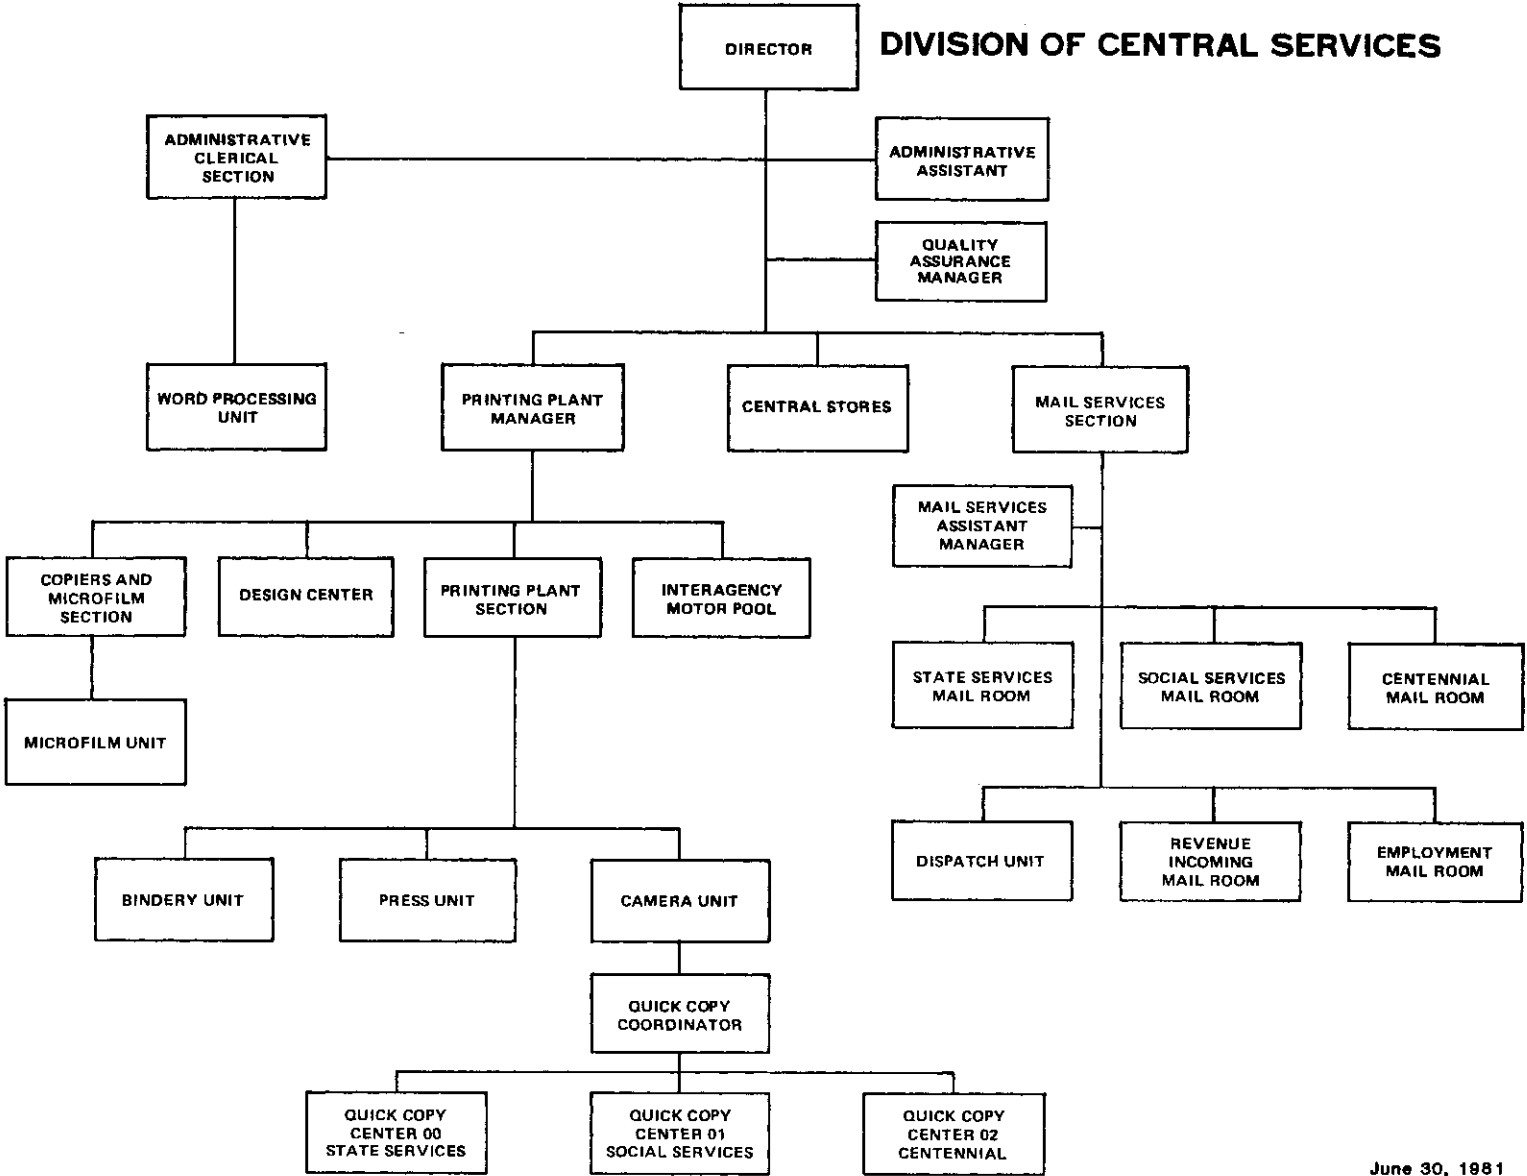 DIRECTOR
DIVISION OF CENTRAL SERVICES
ADMINISTRATIVE
CLERICAL
SECTION
ADMINISTRATIVE
ASSISTANT
QUALITY
ASSURANCE
MANAGER
WORD PROCESSING
UNIT
PRINTING PLANT
MANAGER
CENTRAL STORES
MAIL SERVICES
SECTION
MAIL SERVICES
ASSISTANT
MANAGER
COPIERS AND
MICROFILM
SECTION
DESIGN CENTER
PRINTING PLANT
SECTION
INTERAGENCY
MOTOR POOL
STATE SERVICES
MAIL ROOM
SOCIAL SERVICES
MAIL ROOM
CENTENNIAL
MAIL ROOM
MICROFILM UNIT
DISPATCH UNIT
REVENUE
INCOMING
MAIL ROOM
EMPLOYMENT
MAIL ROOM
BINDERY UNIT
PRESS UNIT
CAMERA UNIT
QUICK COPY
COORDINATOR
QUICK COPY
CENTER 00
STATE SERVICES
QUICK COPY
CENTER 01
SOCIAL SERVICES
QUICK COPY
CENTER 02
CENTENNIAL
June 30, 1981